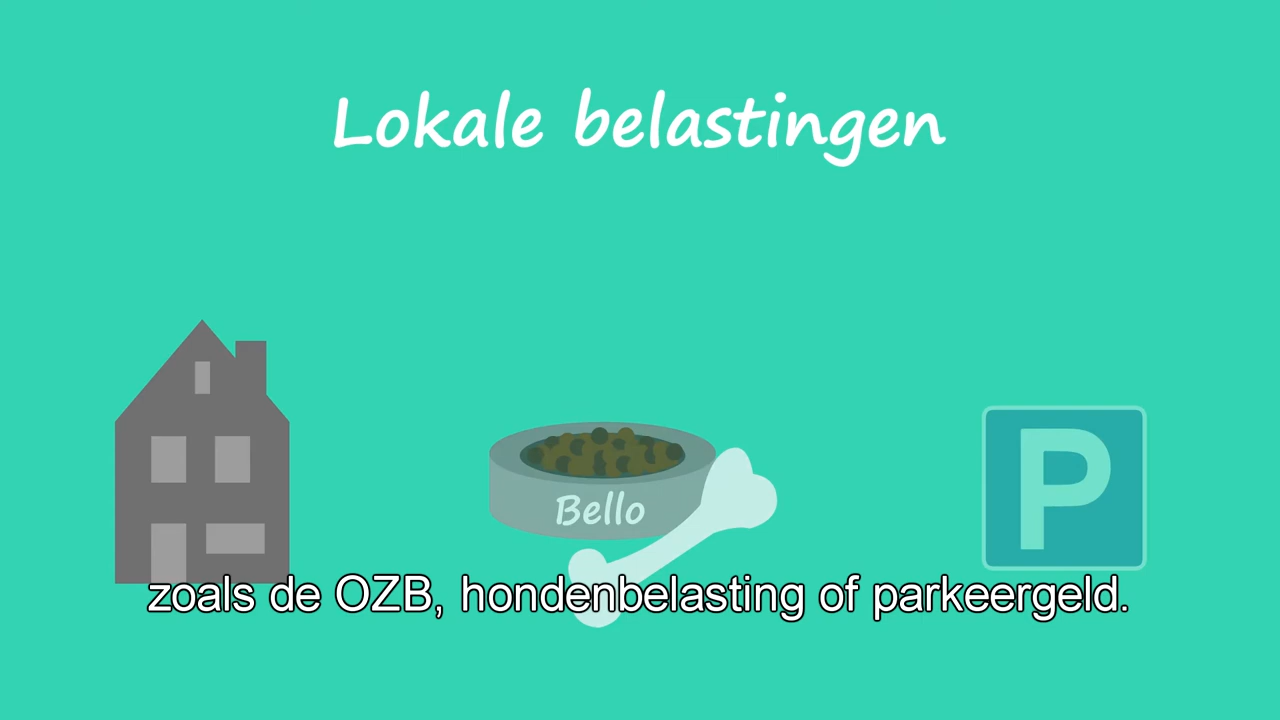 Lokale belastingen
Bello
P
zoals de OZB, hondenbelasting of parkeergeld.